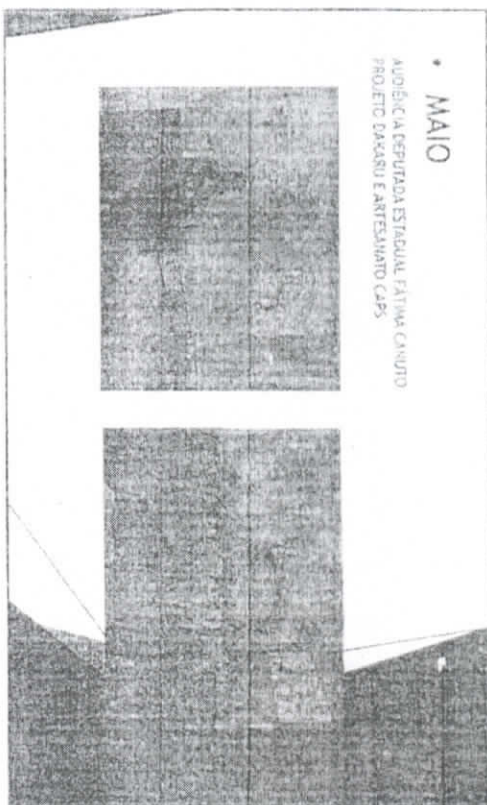 • MAIO
AUDIÊNCIA DEPUTADA ESTADUAL FÁTIMA CANUTO
PROJETO DAKARU E ARTESANATO CAPS